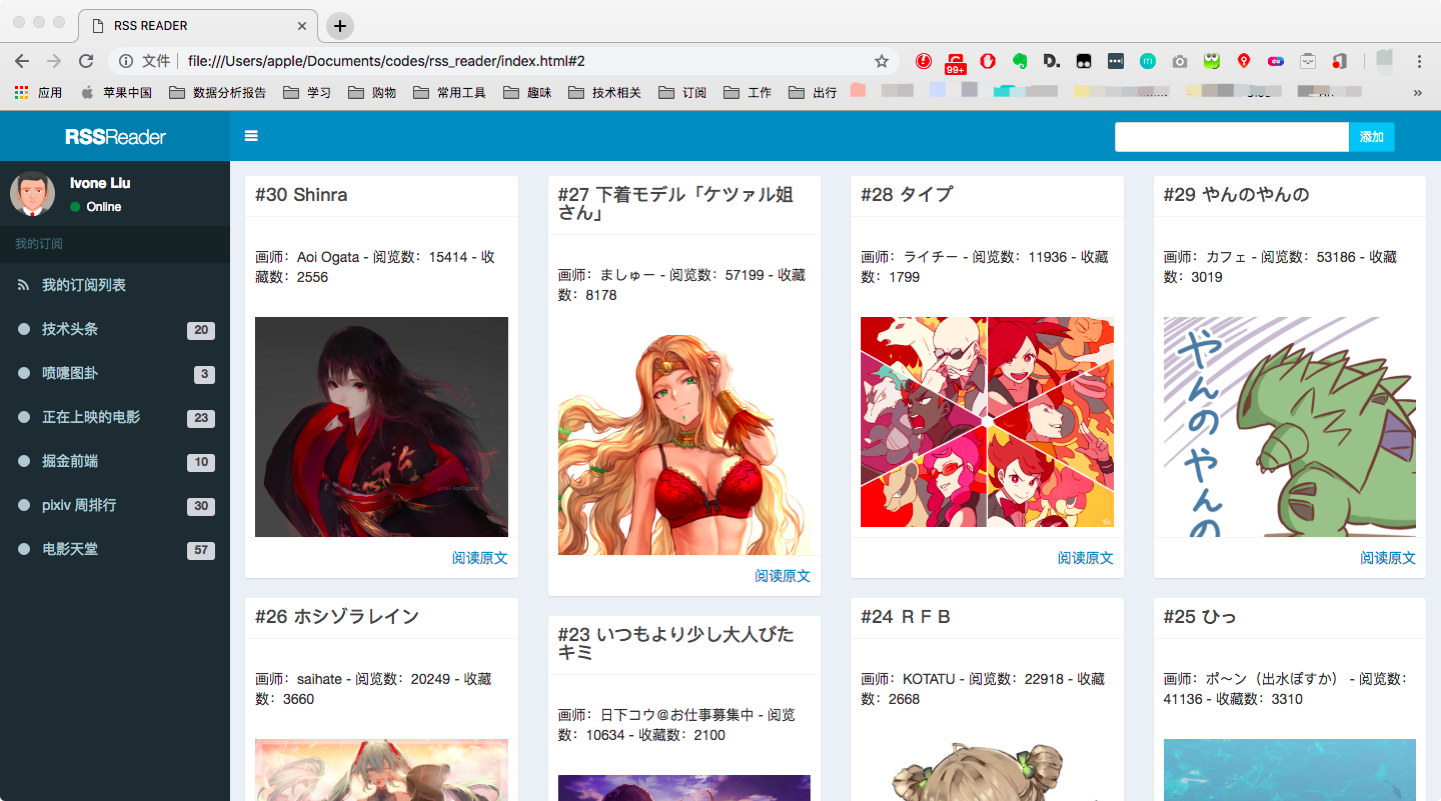 RSS READER
文件
file:///Users/apple/Documents/codes/rss_reader/index.html#2
99+
D.
m
du
应用
苹果中国
数据分析报告
学习
购物
常用工具
趣味
技术相关
订阅
工作
出行
»
RSSReader
添加
Ivone Liu
Online
我的订阅
我的订阅列表
技术头条 20
喷嚏图卦 3
正在上映的电影 23
掘金前端 10
pixiv 周排行 30
电影天堂 57
#30 Shinra
画师：Aoi Ogata - 阅览数：15414 - 收
藏数：2556
阅读原文
#27 下着モデル「ケツァル姐
さん」
画师：ましゅー - 阅览数：57199 - 收藏
数：8178
阅读原文
#28 タイプ
画师：ライチー - 阅览数：11936 - 收藏
数：1799
阅读原文
#29 やんのやんの
画师：カフェ - 阅览数：53186 - 收藏
数：3019
やんのやんの
阅读原文
#26 ホシゾラレイン
画师：saihate - 阅览数：20249 - 收藏
数：3660
#23 いつもより少し大人びた
キミ
画师：日下コウ＠お仕事募集中 - 阅览
数：10634 - 收藏数：2100
#24 ＲＦＢ
画师：KOTATU - 阅览数：22918 - 收藏
数：2668
#25 ひっ
画师：ポ〜ン（出水ぽすか） - 阅览数：
41136 - 收藏数：3310